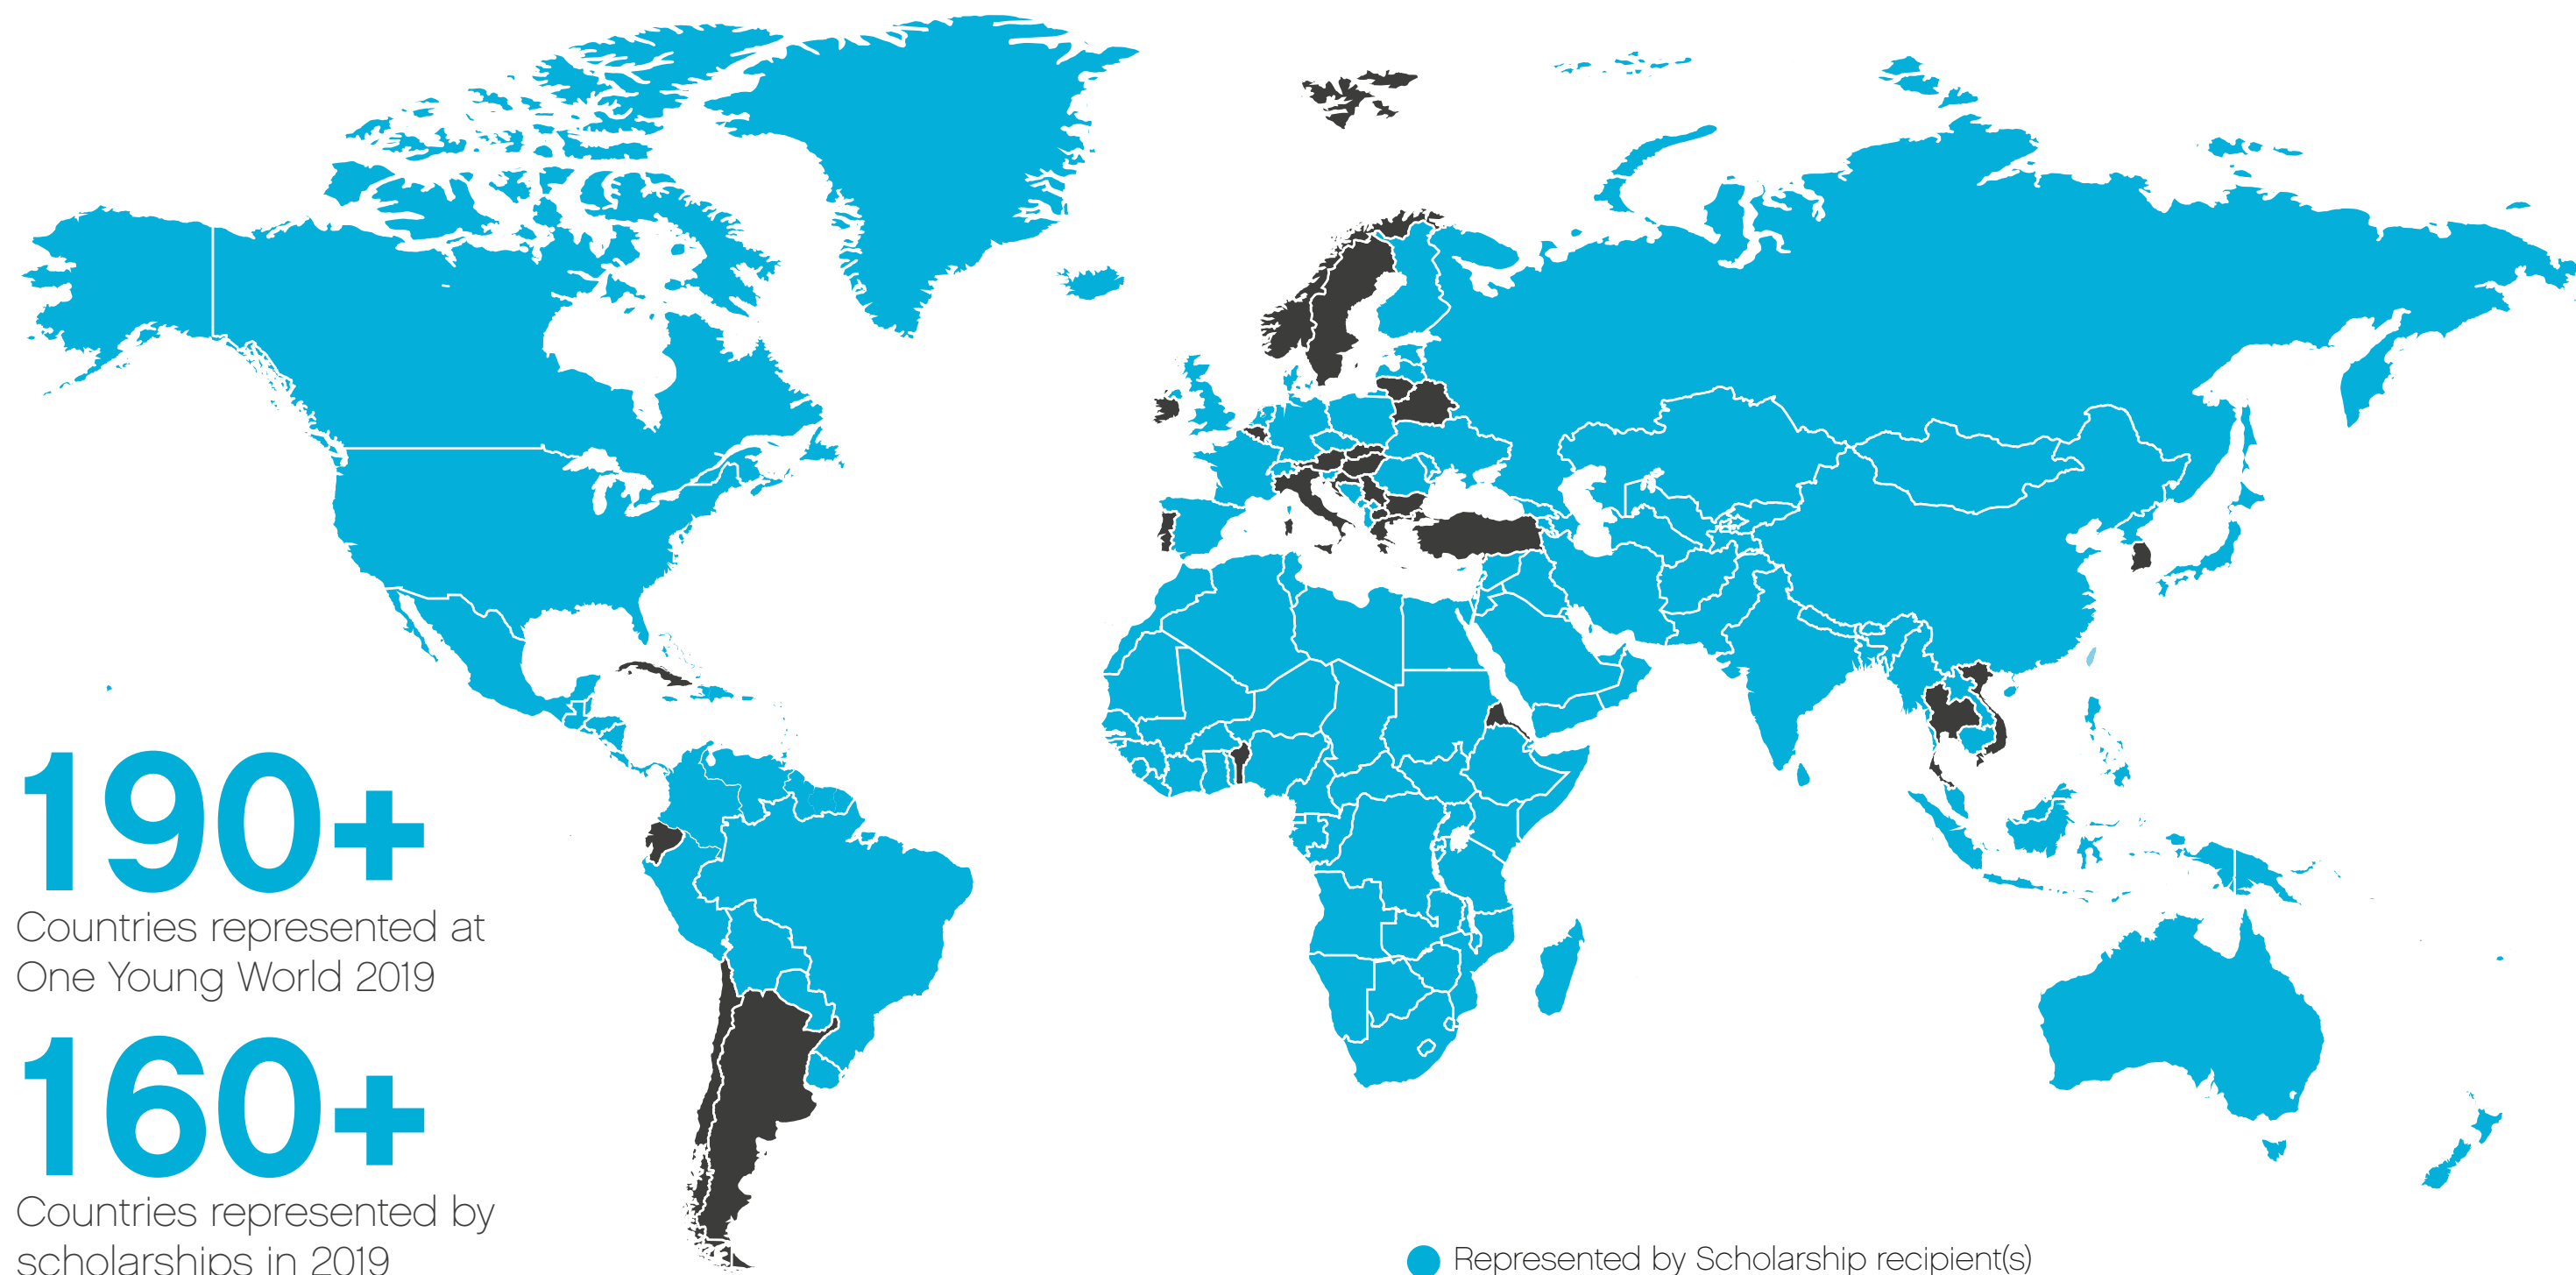 190+
Countries represented at
One Young World 2019
160+
Countries represented by
scholarships in 2019
Represented by Scholarship recipient(s)